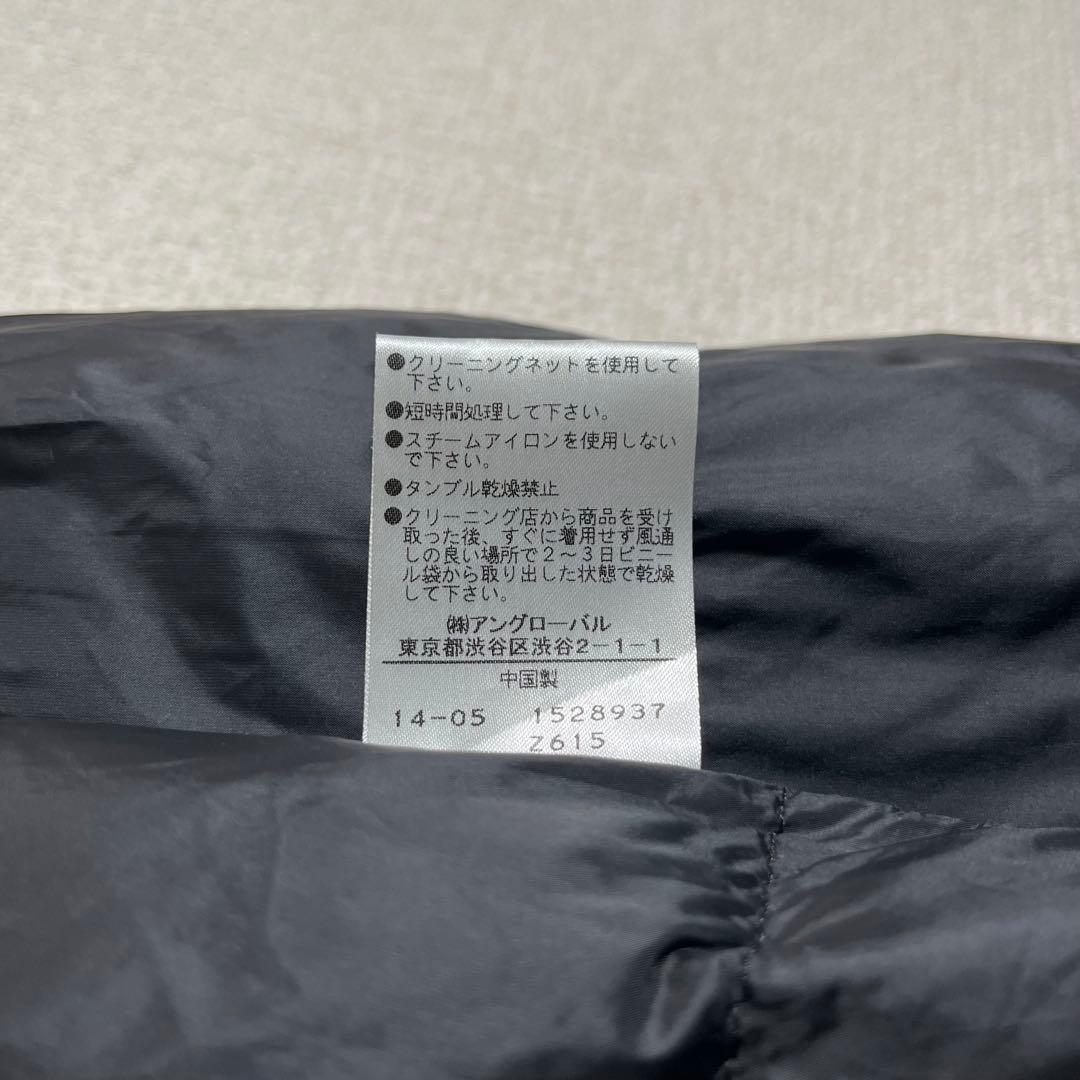 ●クリーニングネットを使用して
下さい。
●短時間処理して下さい。
●スチームアイロンを使用しない
で下さい。
●タンブル乾燥禁止
●クリーニング店から商品を受け
取った後、すぐに着用せず風通
しの良い場所で2〜3日ビニー
ル袋から取り出した状態で乾燥
して下さい。
㈱アングローバル
東京都渋谷区渋谷2-1-1
中国製
14-05 1528937
Z615